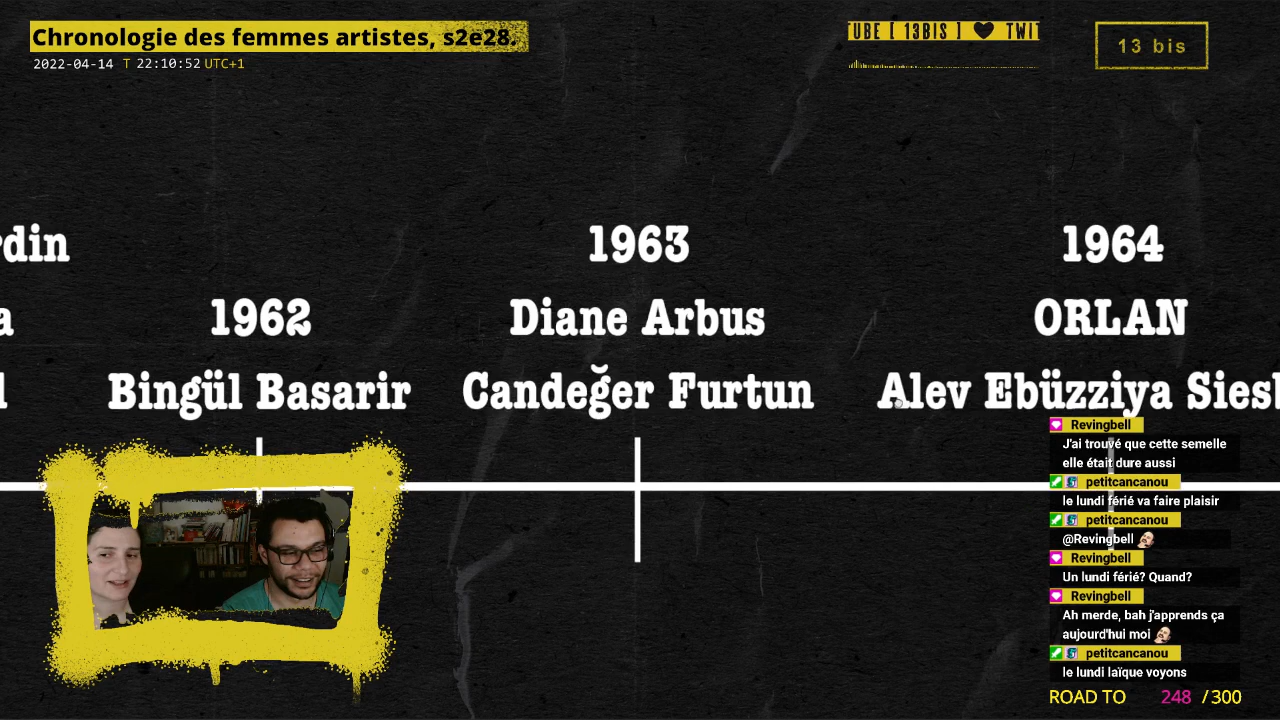 Chronologie des femmes artistes, s2e28.
2022-04-14 T 22:10:52 UTC+1
UBE [ 13BIS ] ♥ TWI
13 bis
rdin
a
l
1962
Bingül Basarir
1963
Diane Arbus
Candeğer Furtun
1964
ORLAN
Alev Ebüzziya Siesb
Revingbell
J'ai trouvé que cette semelle
elle était dure aussi
petitcancanou
le lundi férié va faire plaisir
petitcancanou
@Revingbell
Revingbell
Un lundi férié? Quand?
Revingbell
Ah merde, bah j'apprends ça
aujourd'hui moi
petitcancanou
le lundi laïque voyons
ROAD TO 248 / 300